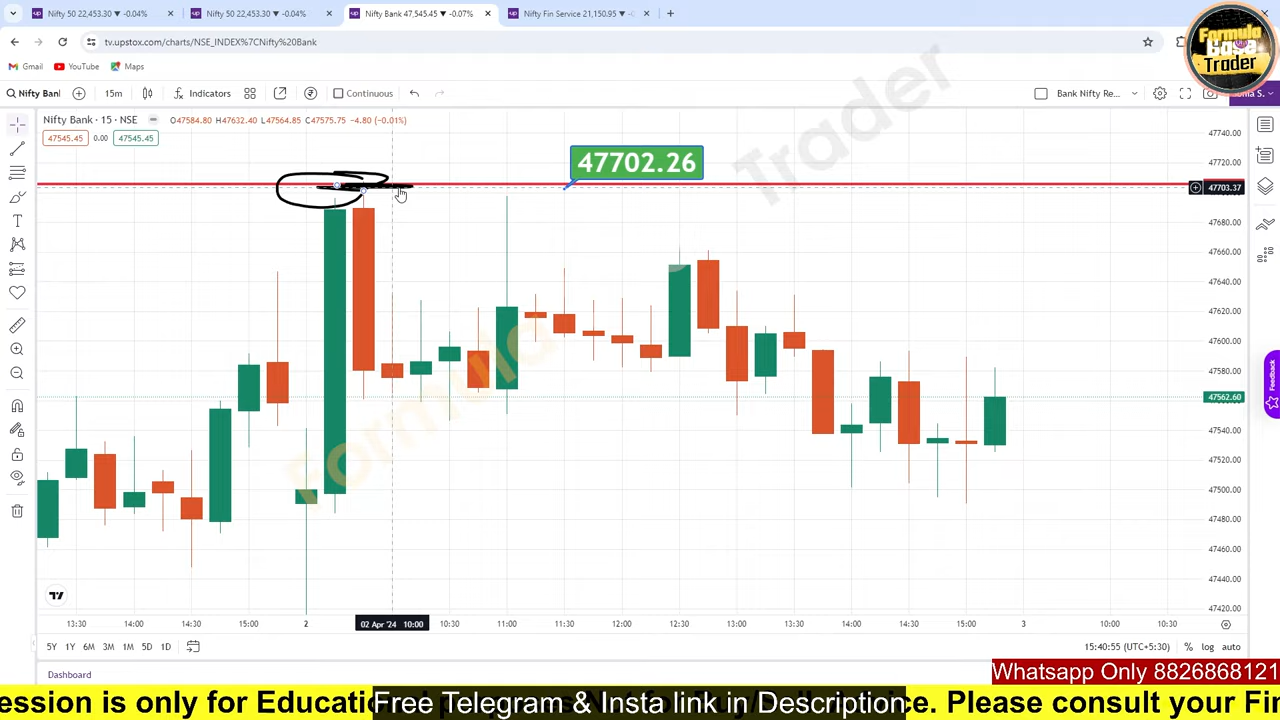 Nifty 50 22,453.30 ▼ -0.04%
Nifty 50 22,453.30 ▼ -0.04%
Nifty Bank 47,545.45 ▼ -0.07%
Nifty Fin Service 21,150.95 ▼ -0
tv.upstox.com/charts/NSE_INDEX%7CNifty%20Bank
Gmail YouTube Maps
Formula Base Trader
Nifty Bank 15m Indicators Continuous Bank Nifty Re...
Nifty Bank · 15 · NSE O47584.80 H47632.40 L47564.85 C47575.75 -4.80 (-0.01%)
47545.45 0.00 47545.45
47702.26
Formula Trader
47740.00
47720.00
47703.37
47680.00
47660.00
47640.00
47620.00
47600.00
47580.00
47562.60
47540.00
47520.00
47500.00
47480.00
47460.00
47440.00
47420.00
Feedback
13:30 14:00 14:30 15:00 2 02 Apr '24 10:00 10:30 11:00 11:30 12:00 12:30 13:00 13:30 14:00 14:30 15:00 3 10:00 10:30
5Y 1Y 6M 3M 1M 5D 1D 15:40:55 (UTC+5:30) % log auto
Dashboard
Whatsapp Only 8826868121
ession is only for Educati
Free Telegram & Insta link in Description
ce. Please consult your Fin